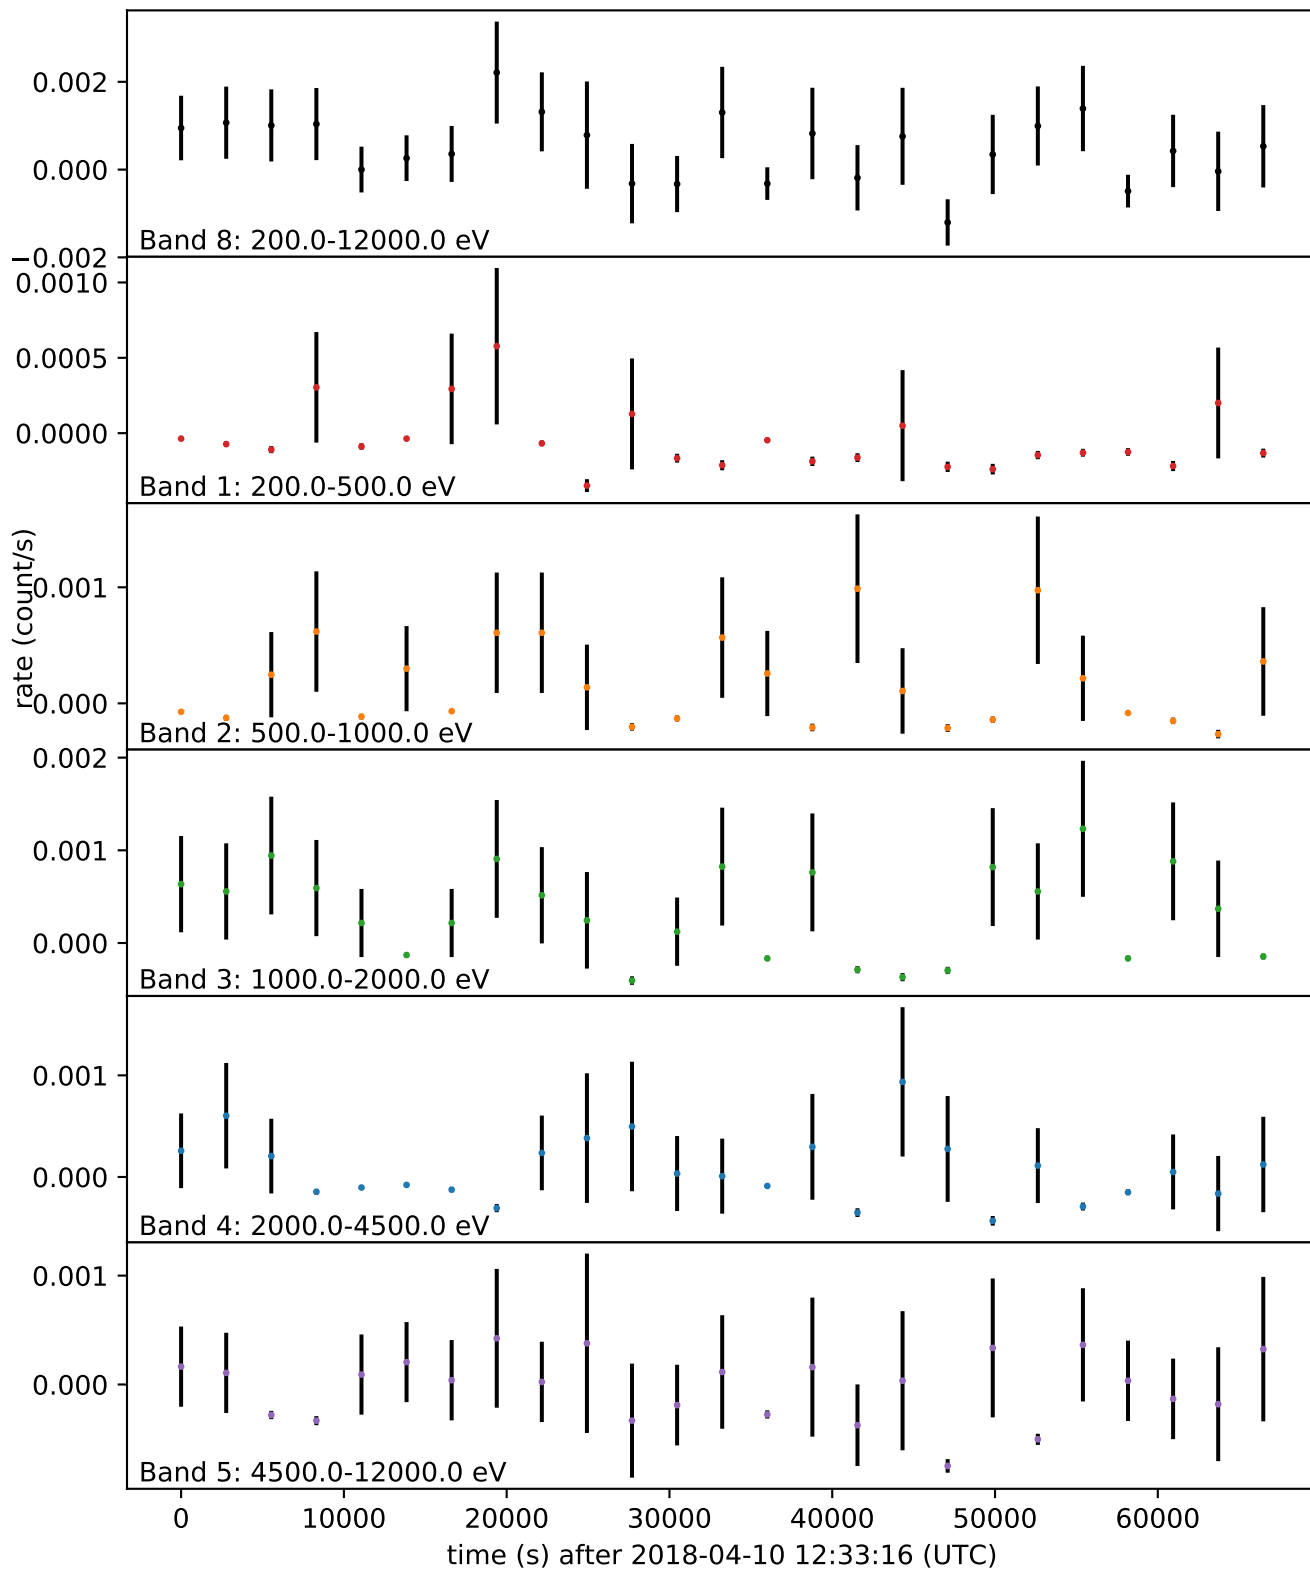 0.002
0.000
−0.002
Band 8: 200.0-12000.0 eV
0.0010
0.0005
0.0000
Band 1: 200.0-500.0 eV
rate (count/s)
0.001
0.000
Band 2: 500.0-1000.0 eV
0.002
0.001
0.000
Band 3: 1000.0-2000.0 eV
0.001
0.000
Band 4: 2000.0-4500.0 eV
0.001
0.000
Band 5: 4500.0-12000.0 eV
0 10000 20000 30000 40000 50000 60000
time (s) after 2018-04-10 12:33:16 (UTC)